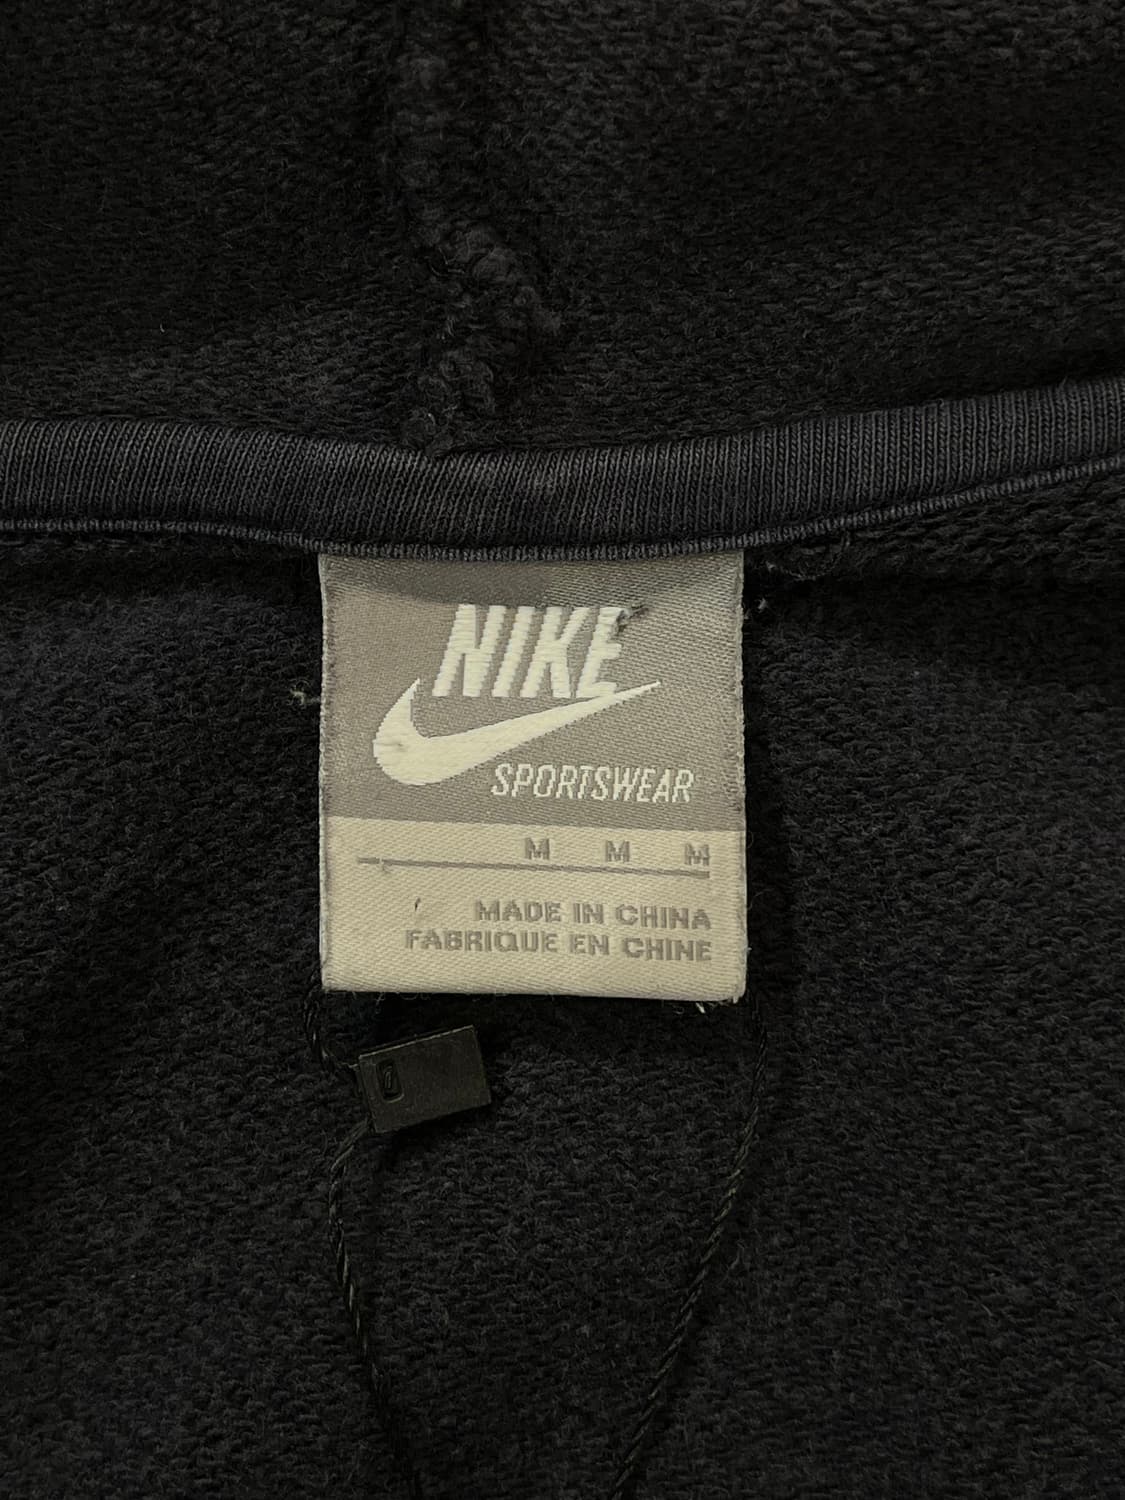 NIKE
SPORTSWEAR
M M M
MADE IN CHINA
FABRIQUE EN CHINE